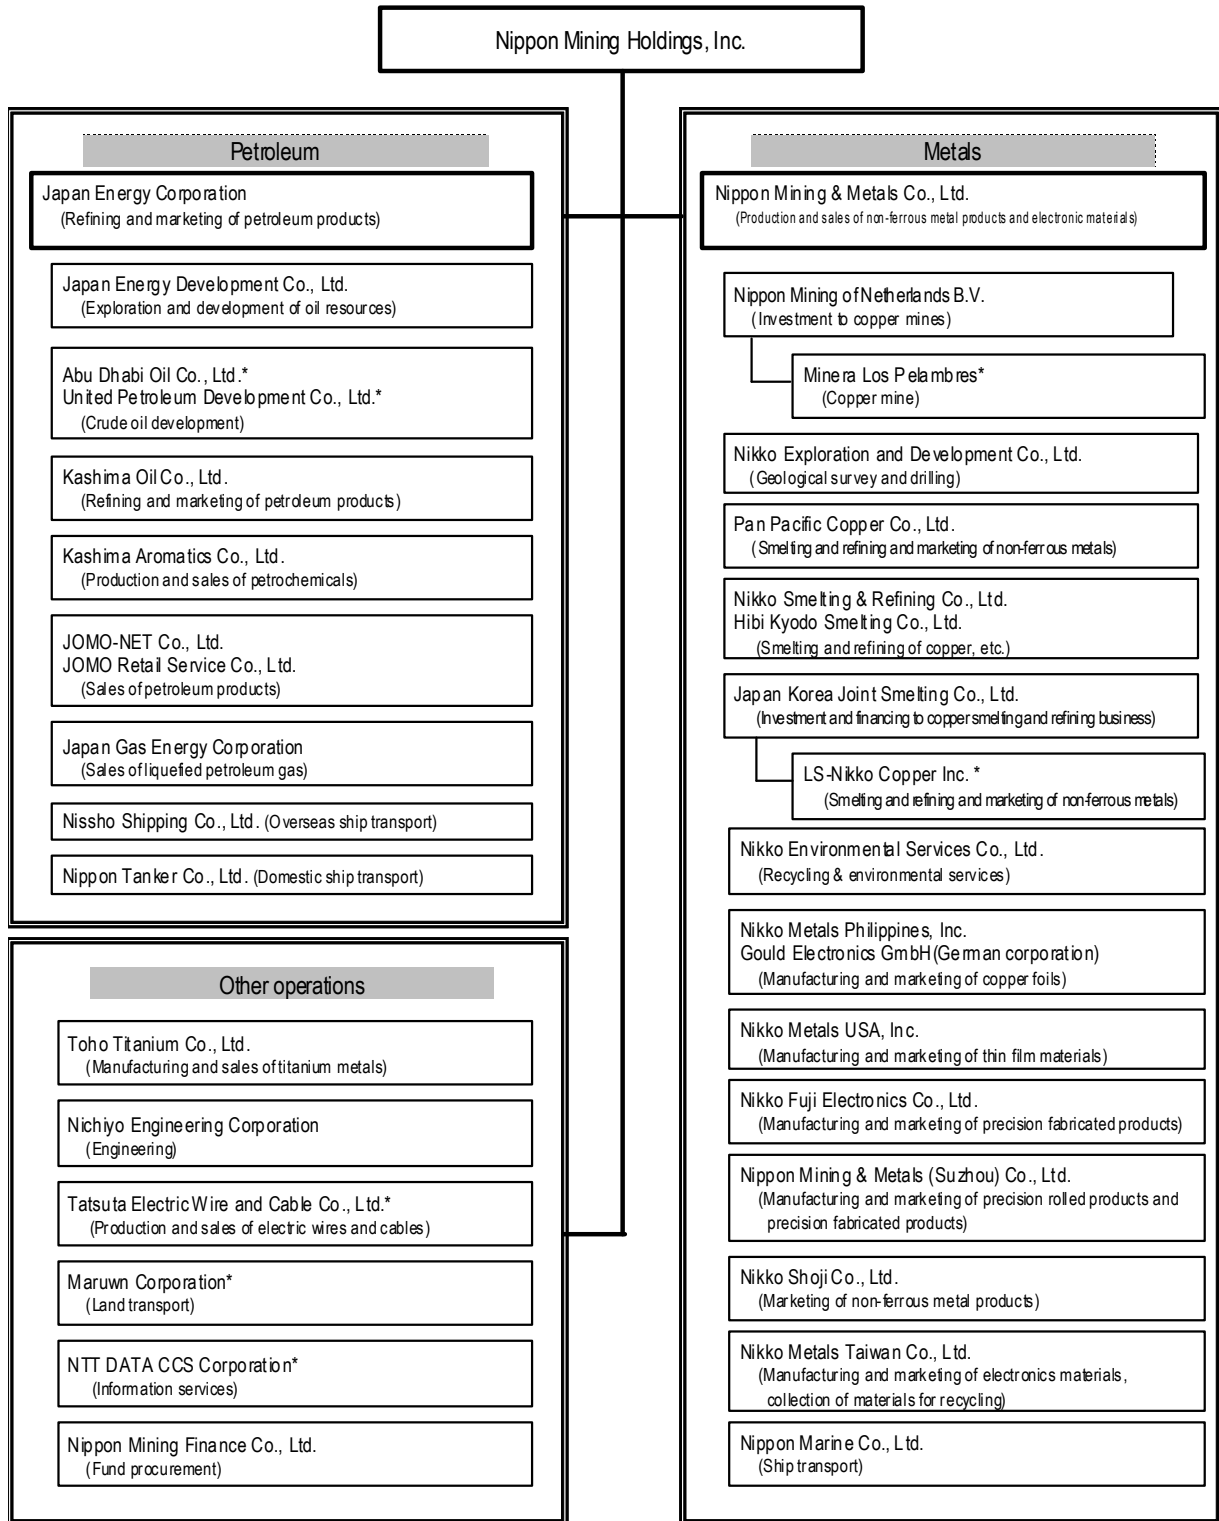 Nippon Mining Holdings, Inc.
Petroleum
Japan Energy Corporation
(Refining and marketing of petroleum products)
Japan Energy Development Co., Ltd.
(Exploration and development of oil resources)
Abu Dhabi Oil Co., Ltd.*
United Petroleum Development Co., Ltd.*
(Crude oil development)
Kashima Oil Co., Ltd.
(Refining and marketing of petroleum products)
Kashima Aromatics Co., Ltd.
(Production and sales of petrochemicals)
JOMO-NET Co., Ltd.
JOMO Retail Service Co., Ltd.
(Sales of petroleum products)
Japan Gas Energy Corporation
(Sales of liquefied petroleum gas)
Nissho Shipping Co., Ltd. (Overseas ship transport)
Nippon Tanker Co., Ltd. (Domestic ship transport)
Other operations
Toho Titanium Co., Ltd.
(Manufacturing and sales of titanium metals)
Nichiyo Engineering Corporation
(Engineering)
Tatsuta Electric Wire and Cable Co., Ltd.*
(Production and sales of electric wires and cables)
Maruwn Corporation*
(Land transport)
NTT DATA CCS Corporation*
(Information services)
Nippon Mining Finance Co., Ltd.
(Fund procurement)
Metals
Nippon Mining & Metals Co., Ltd.
(Production and sales of non-ferrous metal products and electronic materials)
Nippon Mining of Netherlands B.V.
(Investment to copper mines)
Minera Los Pelambres*
(Copper mine)
Nikko Exploration and Development Co., Ltd.
(Geological survey and drilling)
Pan Pacific Copper Co., Ltd.
(Smelting and refining and marketing of non-ferrous metals)
Nikko Smelting & Refining Co., Ltd.
Hibi Kyodo Smelting Co., Ltd.
(Smelting and refining of copper, etc.)
Japan Korea Joint Smelting Co., Ltd.
(Investment and financing to copper smelting and refining business)
LS-Nikko Copper Inc. *
(Smelting and refining and marketing of non-ferrous metals)
Nikko Environmental Services Co., Ltd.
(Recycling & environmental services)
Nikko Metals Philippines, Inc.
Gould Electronics GmbH(German corporation)
(Manufacturing and marketing of copper foils)
Nikko Metals USA, Inc.
(Manufacturing and marketing of thin film materials)
Nikko Fuji Electronics Co., Ltd.
(Manufacturing and marketing of precision fabricated products)
Nippon Mining & Metals (Suzhou) Co., Ltd.
(Manufacturing and marketing of precision rolled products and
precision fabricated products)
Nikko Shoji Co., Ltd.
(Marketing of non-ferrous metal products)
Nikko Metals Taiwan Co., Ltd.
(Manufacturing and marketing of electronics materials,
collection of materials for recycling)
Nippon Marine Co., Ltd.
(Ship transport)